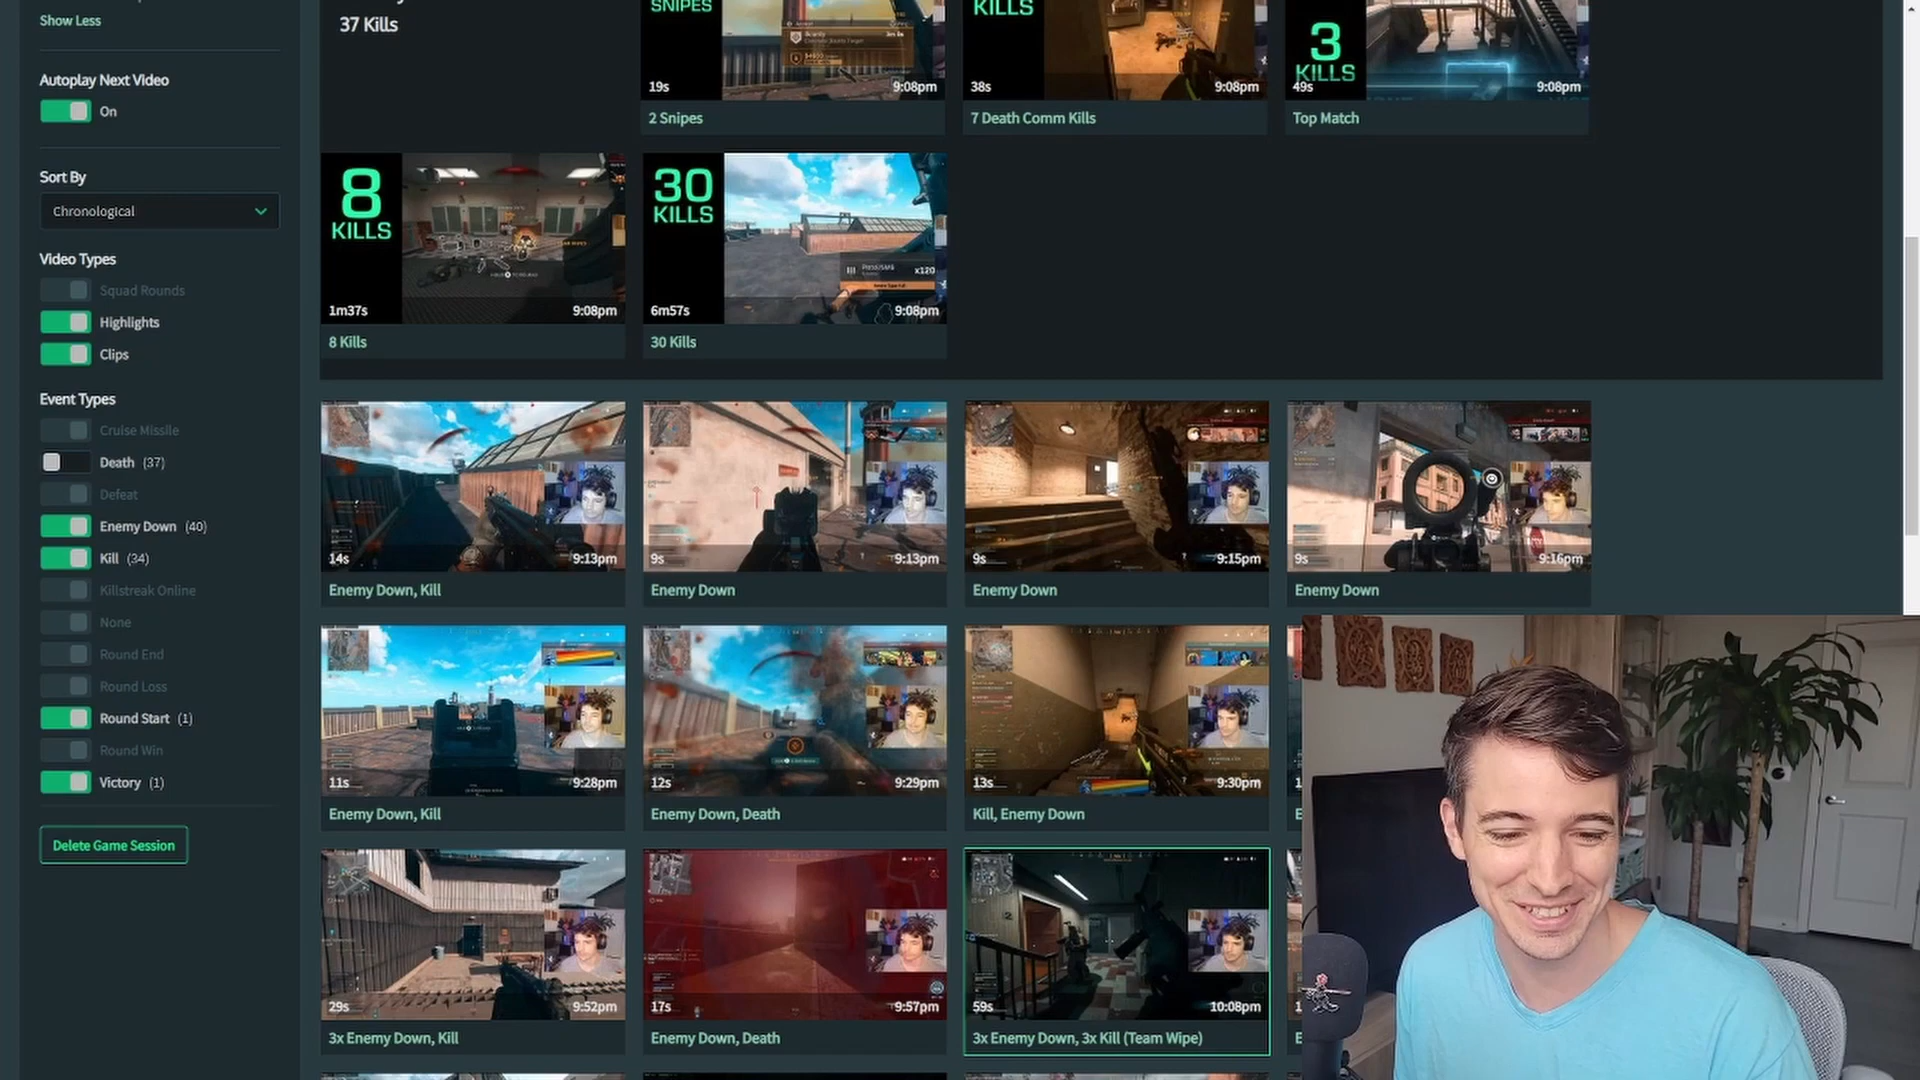 Show Less
37 Kills
SNIPES
19s
9:08pm
2 Snipes
KILLS
38s
9:08pm
7 Death Comm Kills
3
KILLS
49s
9:08pm
Top Match
Autoplay Next Video
On
Sort By
Chronological
Video Types
Squad Rounds
Highlights
Clips
Event Types
Cruise Missile
Death (37)
Defeat
Enemy Down (40)
Kill (34)
Killstreak Online
None
Round End
Round Loss
Round Start (1)
Round Win
Victory (1)
Delete Game Session
8
KILLS
1m37s
9:08pm
8 Kills
30
KILLS
x120
6m57s
9:08pm
30 Kills
14s
9:13pm
Enemy Down, Kill
9s
9:13pm
Enemy Down
9s
9:15pm
Enemy Down
9s
9:16pm
Enemy Down
11s
9:28pm
Enemy Down, Kill
12s
9:29pm
Enemy Down, Death
13s
9:30pm
Kill, Enemy Down
29s
9:52pm
3x Enemy Down, Kill
17s
9:57pm
Enemy Down, Death
59s
10:08pm
3x Enemy Down, 3x Kill (Team Wipe)